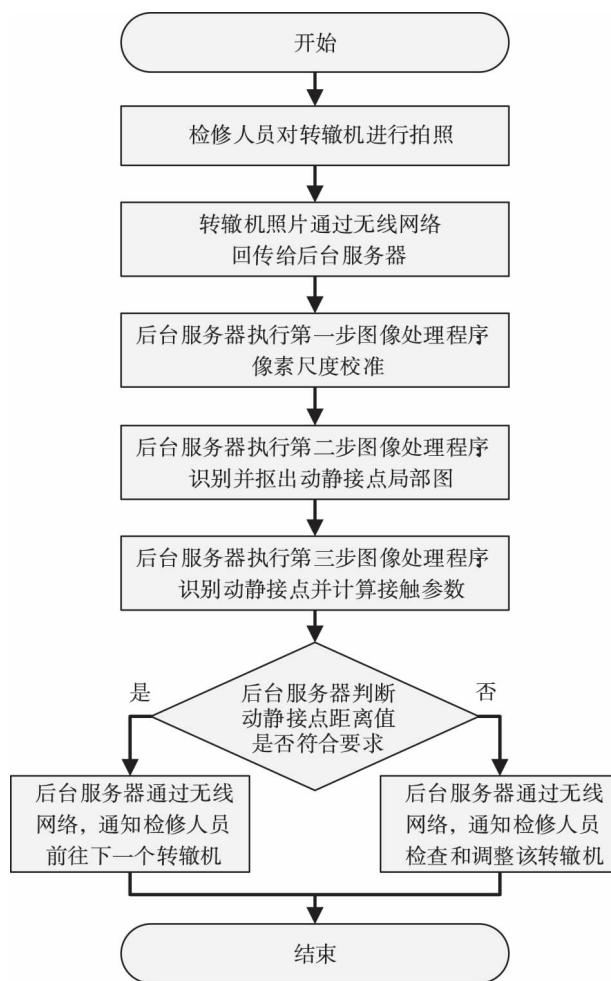 开始
检修人员对转辙机进行拍照
转辙机照片通过无线网络
回传给后台服务器
后台服务器执行第一步图像处理程序:
像素尺度校准
后台服务器执行第二步图像处理程序:
识别并抠出动静接点局部图
后台服务器执行第三步图像处理程序:
识别动静接点并计算接触参数
是
后台服务器判断
动静接点距离值
是否符合要求
否
后台服务器通过无线
网络，通知检修人员
前往下一个转辙机
后台服务器通过无线
网络，通知检修人员
检查和调整该转辙机
结束